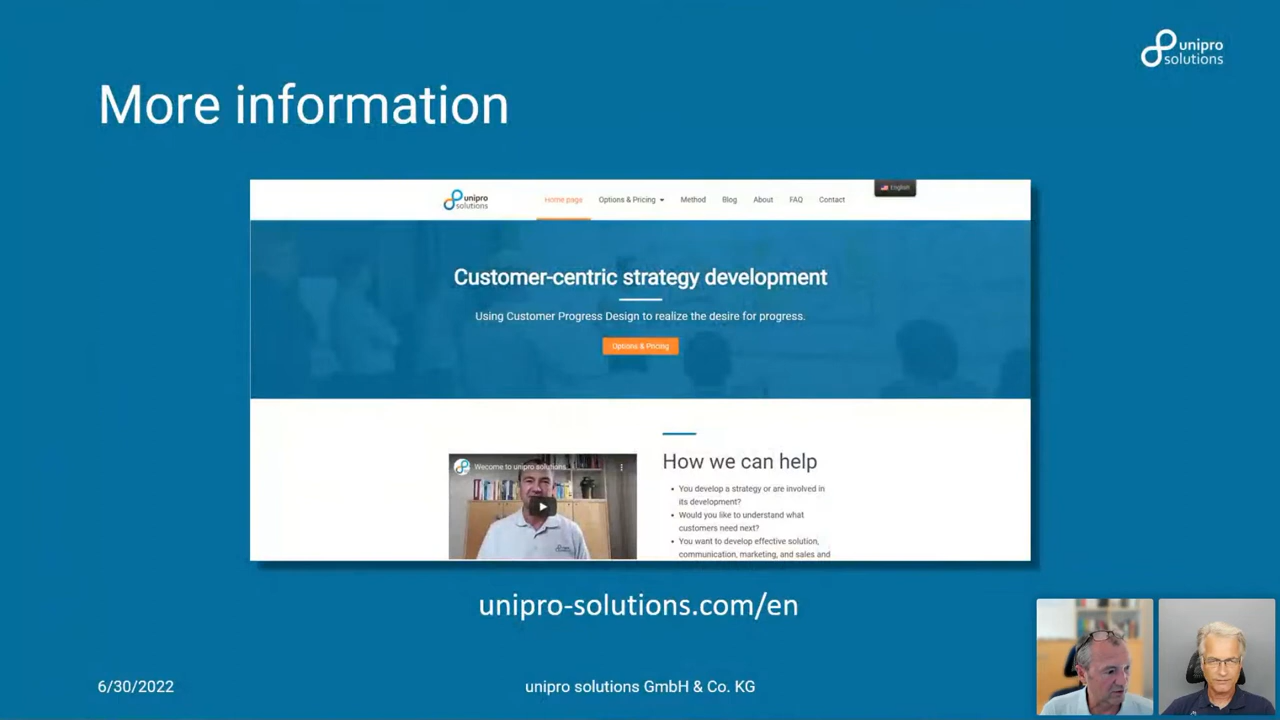 unipro
solutions
More information
unipro
solutions
Home page Options & Pricing Method Blog About FAQ Contact
English
Customer-centric strategy development
Using Customer Progress Design to realize the desire for progress.
Options & Pricing
Wecome to unipro solutions
How we can help
• You develop a strategy or are involved in
its development?
• Would you like to understand what
customers need next?
• You want to develop effective solution,
communication, marketing, and sales and
unipro-solutions.com/en
6/30/2022
unipro solutions GmbH & Co. KG